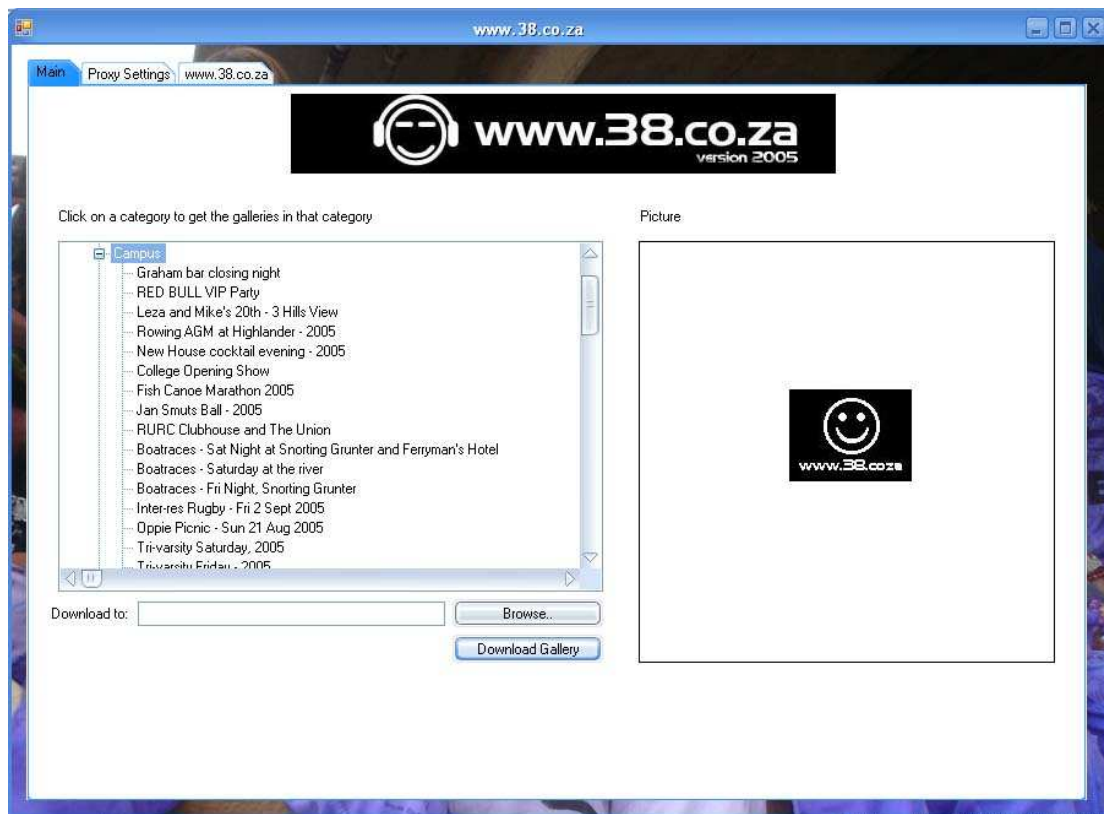 www.38.co.za
Main Proxy Settings www.38.co.za
www.38.co.za
version 2005
Click on a category to get the galleries in that category
Picture
Campus
Graham bar closing night
RED BULL VIP Party
Leza and Mike's 20th - 3 Hills View
Rowing AGM at Highlander - 2005
New House cocktail evening - 2005
College Opening Show
Fish Canoe Marathon 2005
Jan Smuts Ball - 2005
RURC Clubhouse and The Union
Boatraces - Sat Night at Snorting Grunter and Ferryman's Hotel
Boatraces - Saturday at the river
Boatraces - Fri Night, Snorting Grunter
Inter-res Rugby - Fri 2 Sept 2005
Oppie Picnic - Sun 21 Aug 2005
Tri-varsity Saturday, 2005
Tri-varsity Friday - 2005
www.38.co.za
Download to:
Browse..
Download Gallery